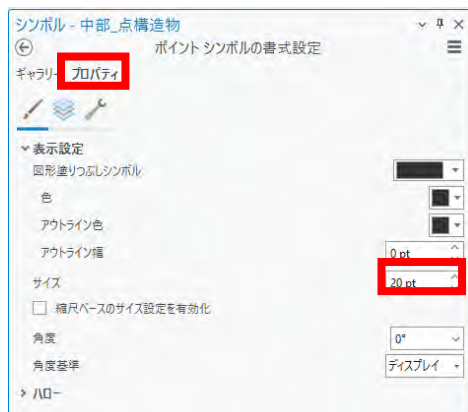 シンボル - 中部_点構造物
ポイント シンボルの書式設定
ギャラリー プロパティ
表示設定
図形塗りつぶしシンボル
色
アウトライン色
アウトライン幅 0 pt
サイズ 20 pt
縮尺ベースのサイズ設定を有効化
角度 0°
角度基準 ディスプレイ
ハロー